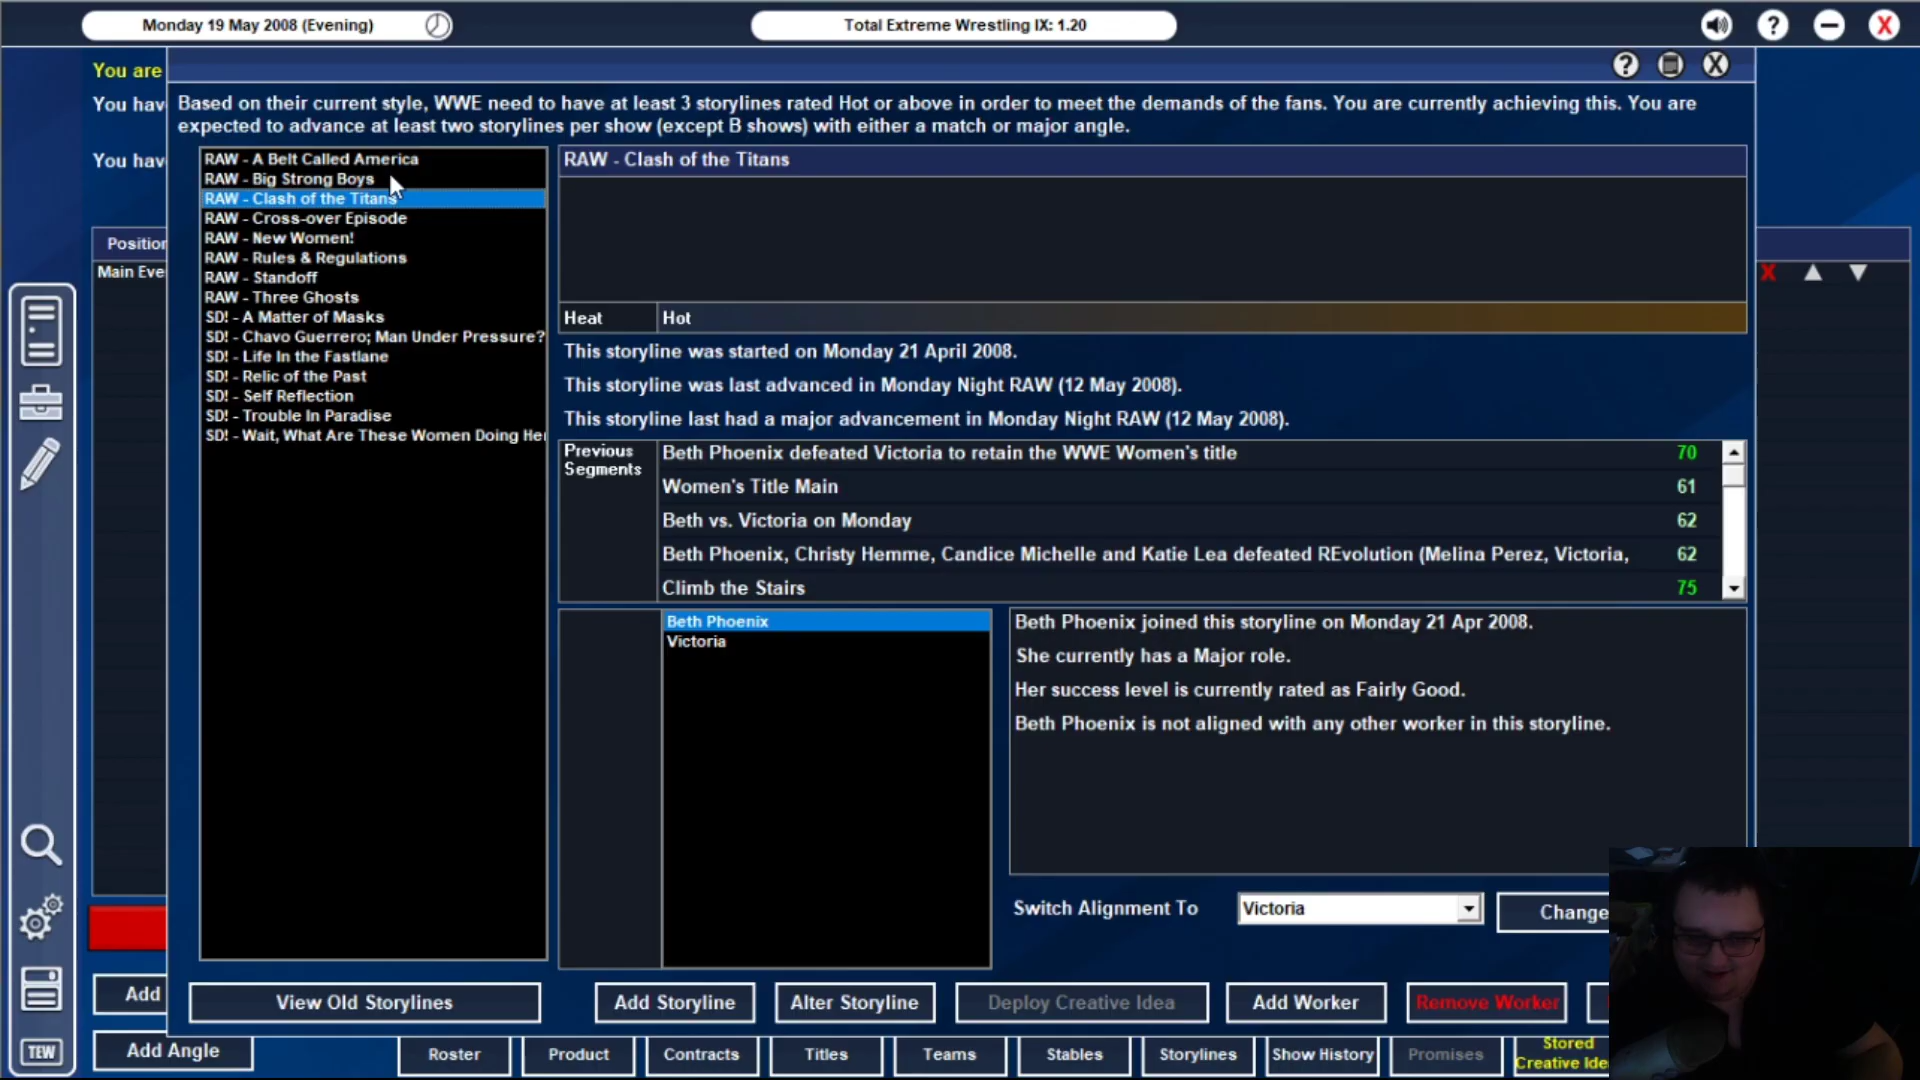 Monday 19 May 2008 (Evening)
Total Extreme Wrestling IX: 1.20
?
X
You are
You hav
You hav
Position
Main Eve
X
? X
Based on their current style, WWE need to have at least 3 storylines rated Hot or above in order to meet the demands of the fans. You are currently achieving this. You are
expected to advance at least two storylines per show (except B shows) with either a match or major angle.
RAW - A Belt Called America
RAW - Big Strong Boys
RAW - Clash of the Titans
RAW - Cross-over Episode
RAW - New Women!
RAW - Rules & Regulations
RAW - Standoff
RAW - Three Ghosts
SD! - A Matter of Masks
SD! - Chavo Guerrero; Man Under Pressure?
SD! - Life In the Fastlane
SD! - Relic of the Past
SD! - Self Reflection
SD! - Trouble In Paradise
SD! - Wait, What Are These Women Doing Her
RAW - Clash of the Titans
Heat Hot
This storyline was started on Monday 21 April 2008.
This storyline was last advanced in Monday Night RAW (12 May 2008).
This storyline last had a major advancement in Monday Night RAW (12 May 2008).
Previous
Segments
Beth Phoenix defeated Victoria to retain the WWE Women's title 70
Women's Title Main 61
Beth vs. Victoria on Monday 62
Beth Phoenix, Christy Hemme, Candice Michelle and Katie Lea defeated REvolution (Melina Perez, Victoria, 62
Climb the Stairs 75
Beth Phoenix
Victoria
Beth Phoenix joined this storyline on Monday 21 Apr 2008.
She currently has a Major role.
Her success level is currently rated as Fairly Good.
Beth Phoenix is not aligned with any other worker in this storyline.
Switch Alignment To Victoria Change
View Old Storylines Add Storyline Alter Storyline Deploy Creative Idea Add Worker Remove Worker
Add
Add Angle
TEW
Roster Product Contracts Titles Teams Stables Storylines Show History Promises Stored
Creative Ide